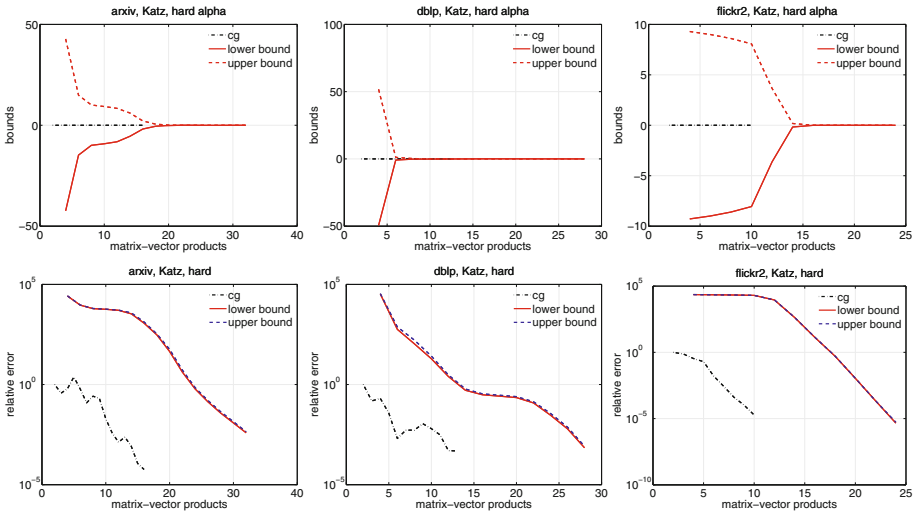 arxiv, Katz, hard alpha
bounds
50
0
−50
0 10 20 30 40
matrix−vector products
cg
lower bound
upper bound
dblp, Katz, hard alpha
bounds
100
50
0
−50
0 5 10 15 20 25 30
matrix−vector products
cg
lower bound
upper bound
flickr2, Katz, hard alpha
bounds
10
5
0
−5
−10
0 5 10 15 20 25
matrix−vector products
cg
lower bound
upper bound
arxiv, Katz, hard
relative error
10^5
10^0
10^−5
0 10 20 30 40
matrix−vector products
cg
lower bound
upper bound
dblp, Katz, hard
relative error
10^5
10^0
10^−5
0 5 10 15 20 25 30
matrix−vector products
cg
lower bound
upper bound
flickr2, Katz, hard
relative error
10^5
10^0
10^−5
10^−10
0 5 10 15 20 25
matrix−vector products
cg
lower bound
upper bound